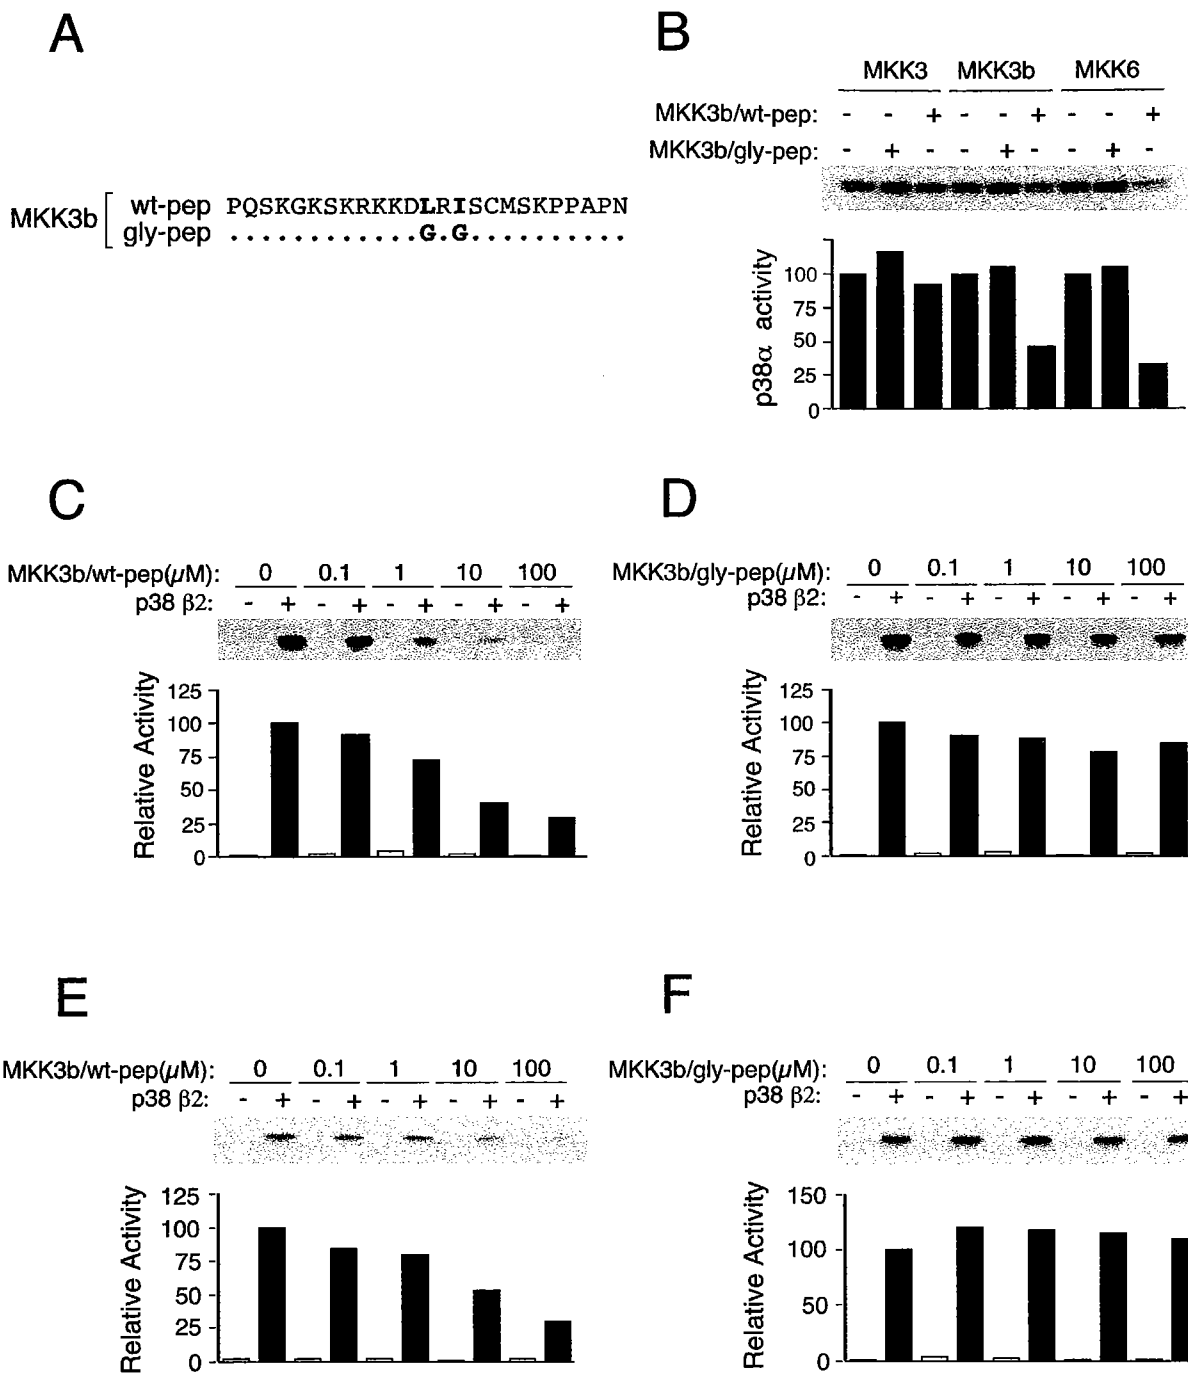 A
MKK3b
wt-pep PQSKGKSKRKKDLRISCMSKPPAPN
gly-pep ............G.G..........
B
MKK3 MKK3b MKK6
MKK3b/wt-pep: - - + - - + - - +
MKK3b/gly-pep: - + - - + - - + -
p38α activity
100
75
50
25
0
C
MKK3b/wt-pep(μM): 0 0.1 1 10 100
p38 β2: - + - + - + - + - +
Relative Activity
125
100
75
50
25
0
D
MKK3b/gly-pep(μM): 0 0.1 1 10 100
p38 β2: - + - + - + - + - +
Relative Activity
125
100
75
50
25
0
E
MKK3b/wt-pep(μM): 0 0.1 1 10 100
p38 β2: - + - + - + - + - +
Relative Activity
125
100
75
50
25
0
F
MKK3b/gly-pep(μM): 0 0.1 1 10 100
p38 β2: - + - + - + - + - +
Relative Activity
150
100
50
0